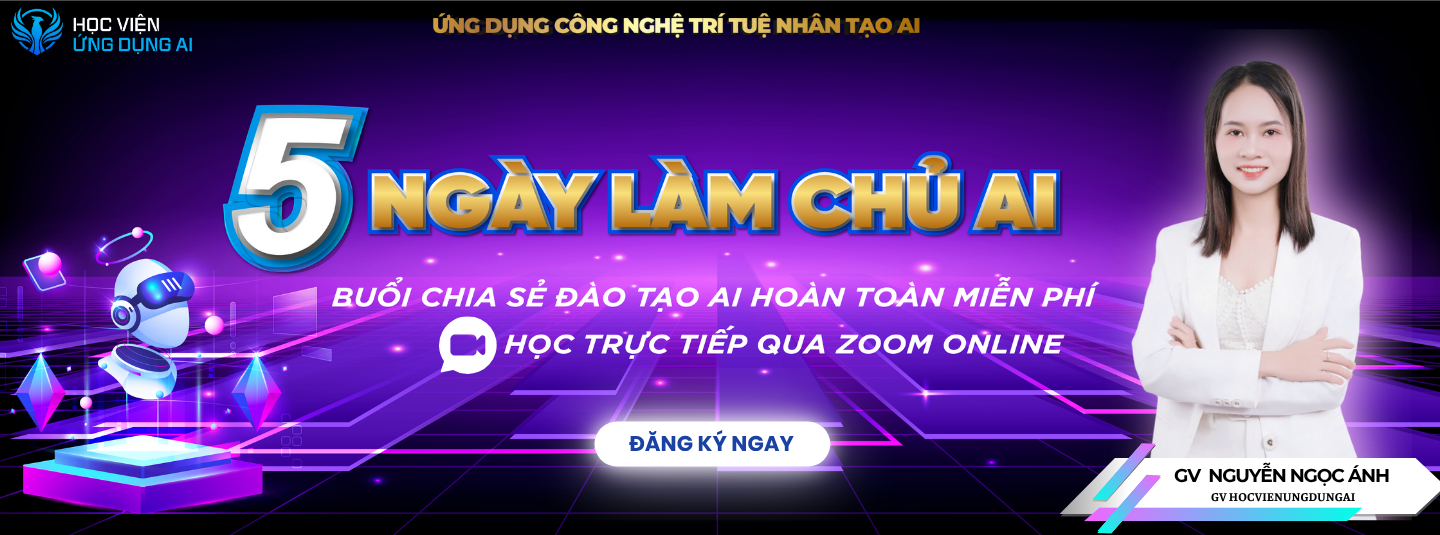 HỌC VIỆN
ỨNG DỤNG AI
ỨNG DỤNG CÔNG NGHỆ TRÍ TUỆ NHÂN TẠO AI
5 NGÀY LÀM CHỦ AI
BUỔI CHIA SẺ ĐÀO TẠO AI HOÀN TOÀN MIỄN PHÍ
HỌC TRỰC TIẾP QUA ZOOM ONLINE
ĐĂNG KÝ NGAY
GV NGUYỄN NGỌC ÁNH
GV HOCVIENUNGDUNGAI